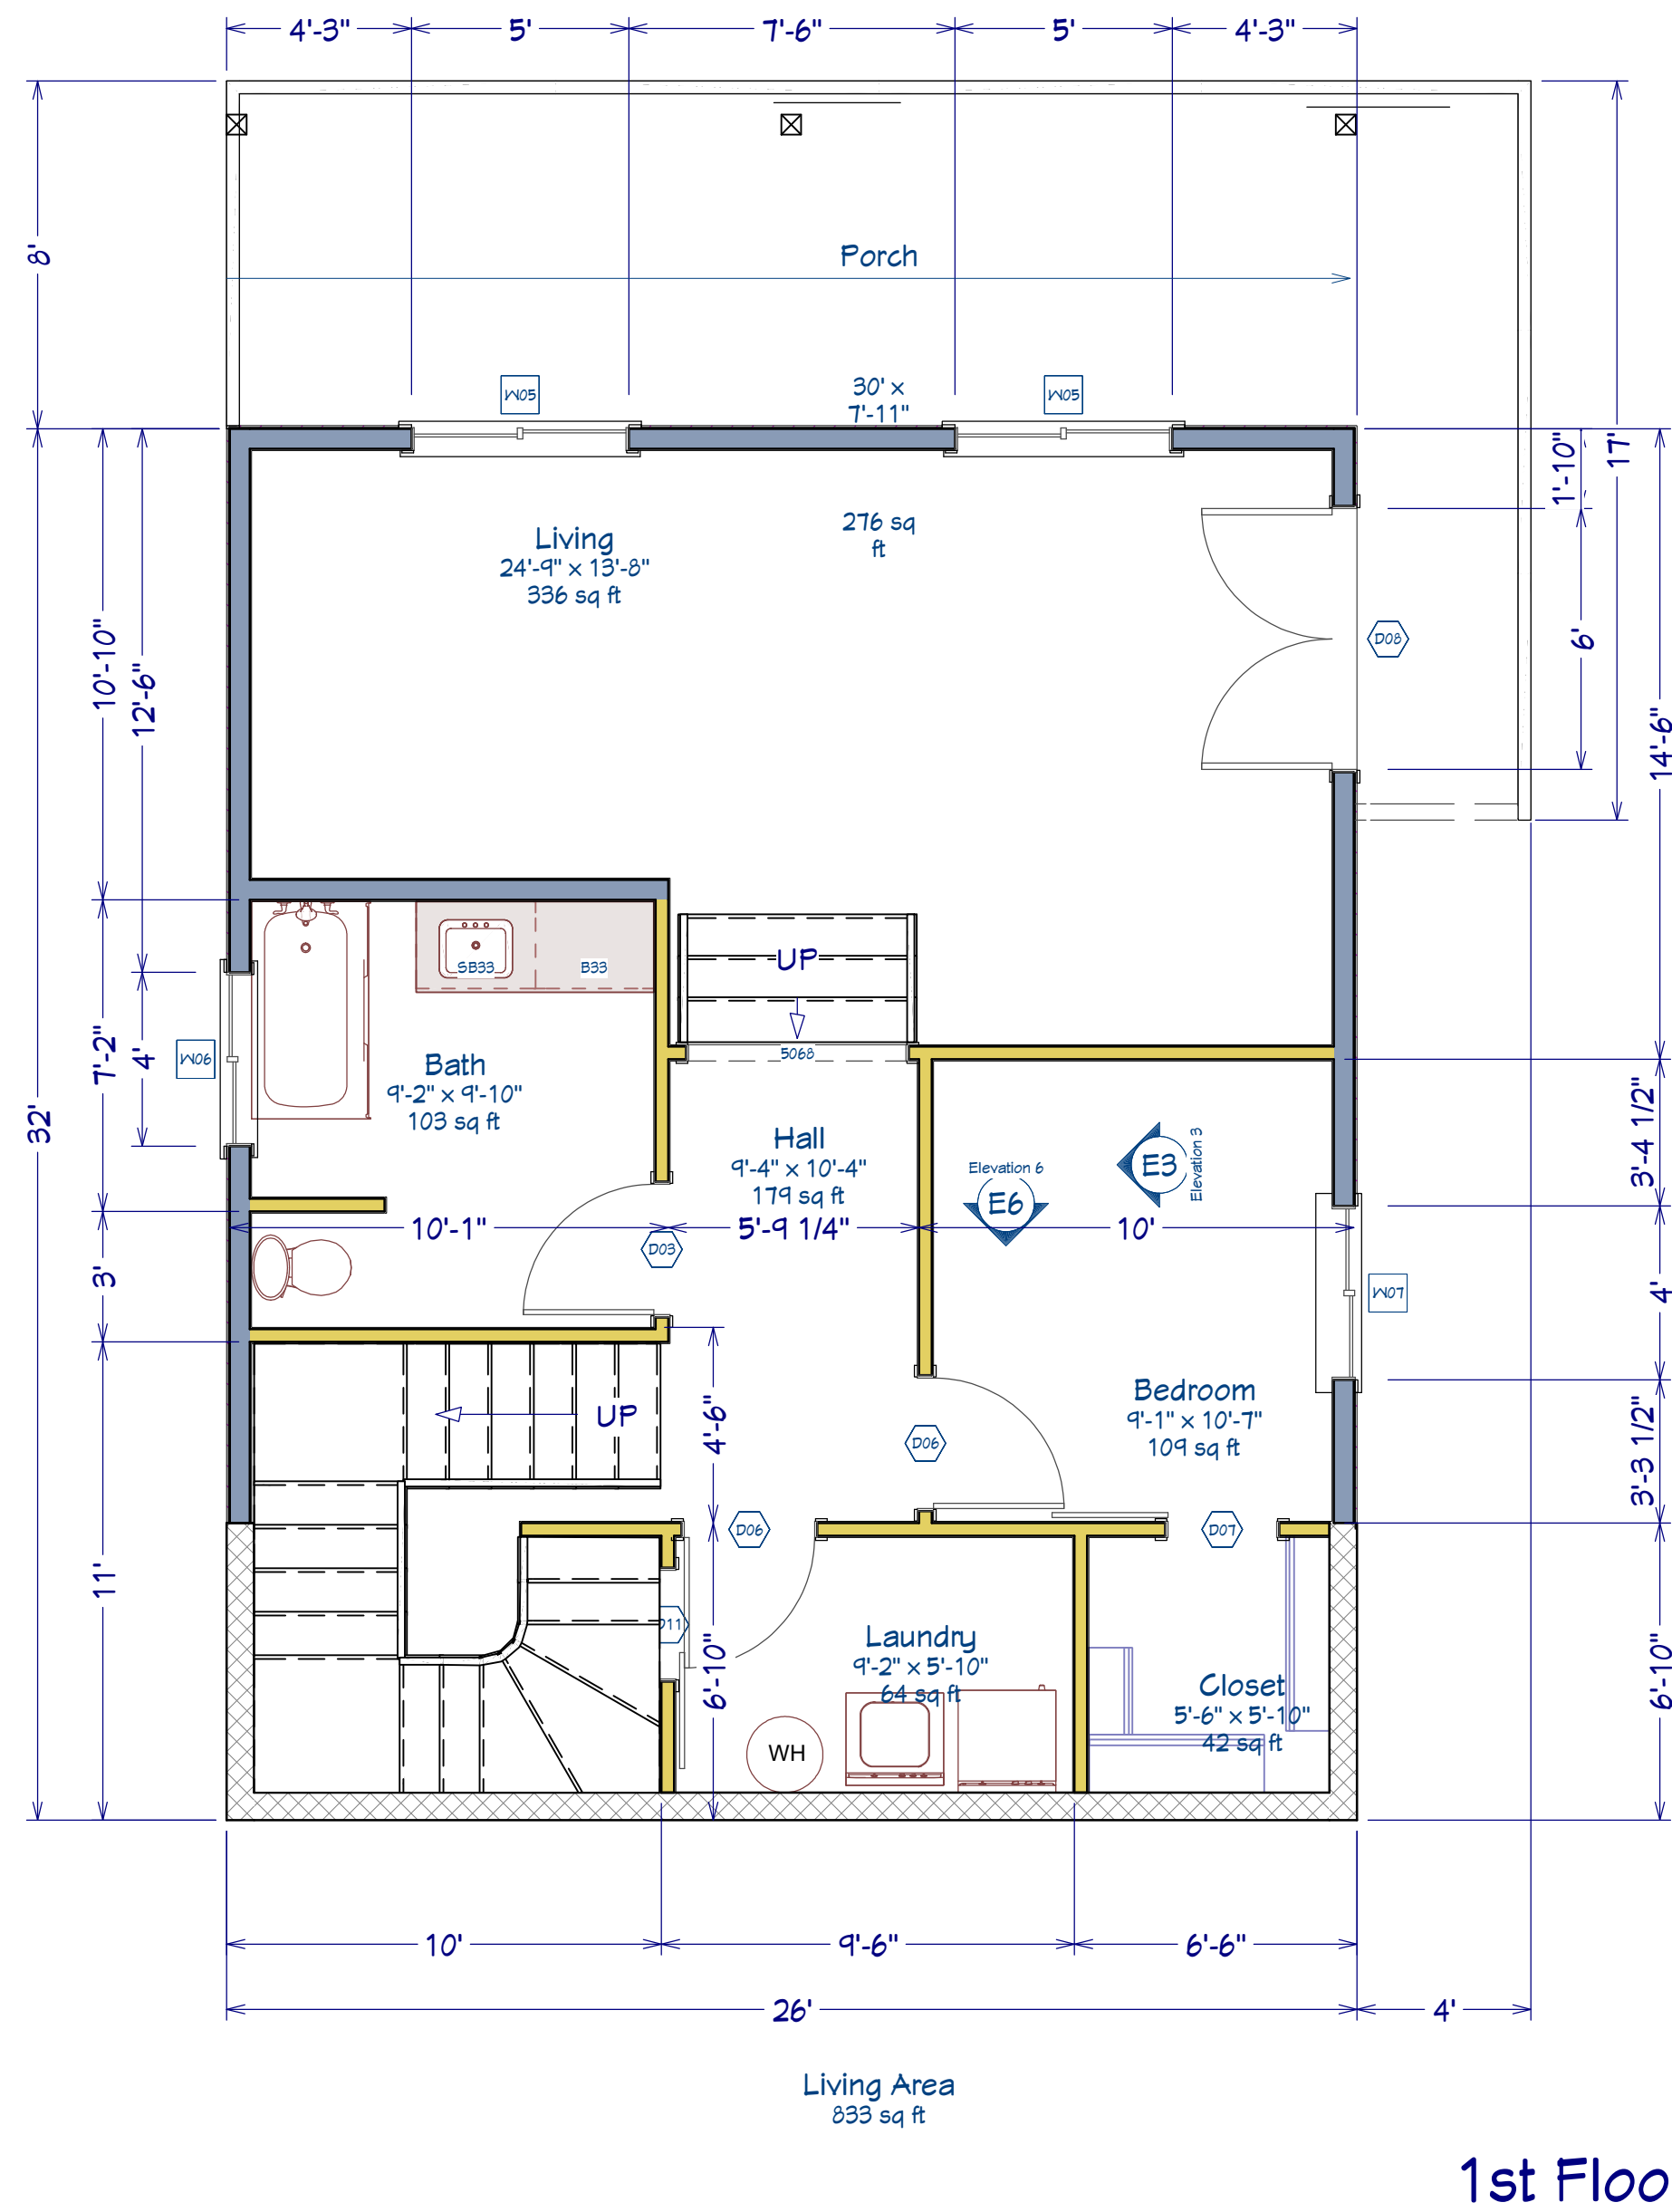 4'-3" 5' 7'-6" 5' 4'-3"
8'
Porch
W05
30' x
7'-11"
W05
1'-10"
17'
Living
24'-9" x 13'-8"
336 sq ft
276 sq
ft
D08
6'
10'-10"
12'-6"
14'-6"
UP
SB33
B33
5068
W06
7'-2"
4'
32'
Bath
9'-2" x 9'-10"
103 sq ft
Hall
9'-4" x 10'-4"
179 sq ft
Elevation 6
E6
E3
Elevation 3
3'-4 1/2"
10'-1" 5'-9 1/4" 10'
D03
3'
W07
4'
UP
4'-6"
Bedroom
9'-1" x 10'-7"
109 sq ft
D06
3'-3 1/2"
D06
D07
11'
D11
6'-10"
Laundry
9'-2" x 5'-10"
64 sq ft
WH
Closet
5'-6" x 5'-10"
42 sq ft
6'-10"
10' 9'-6" 6'-6"
26' 4'
Living Area
833 sq ft
1st Floo